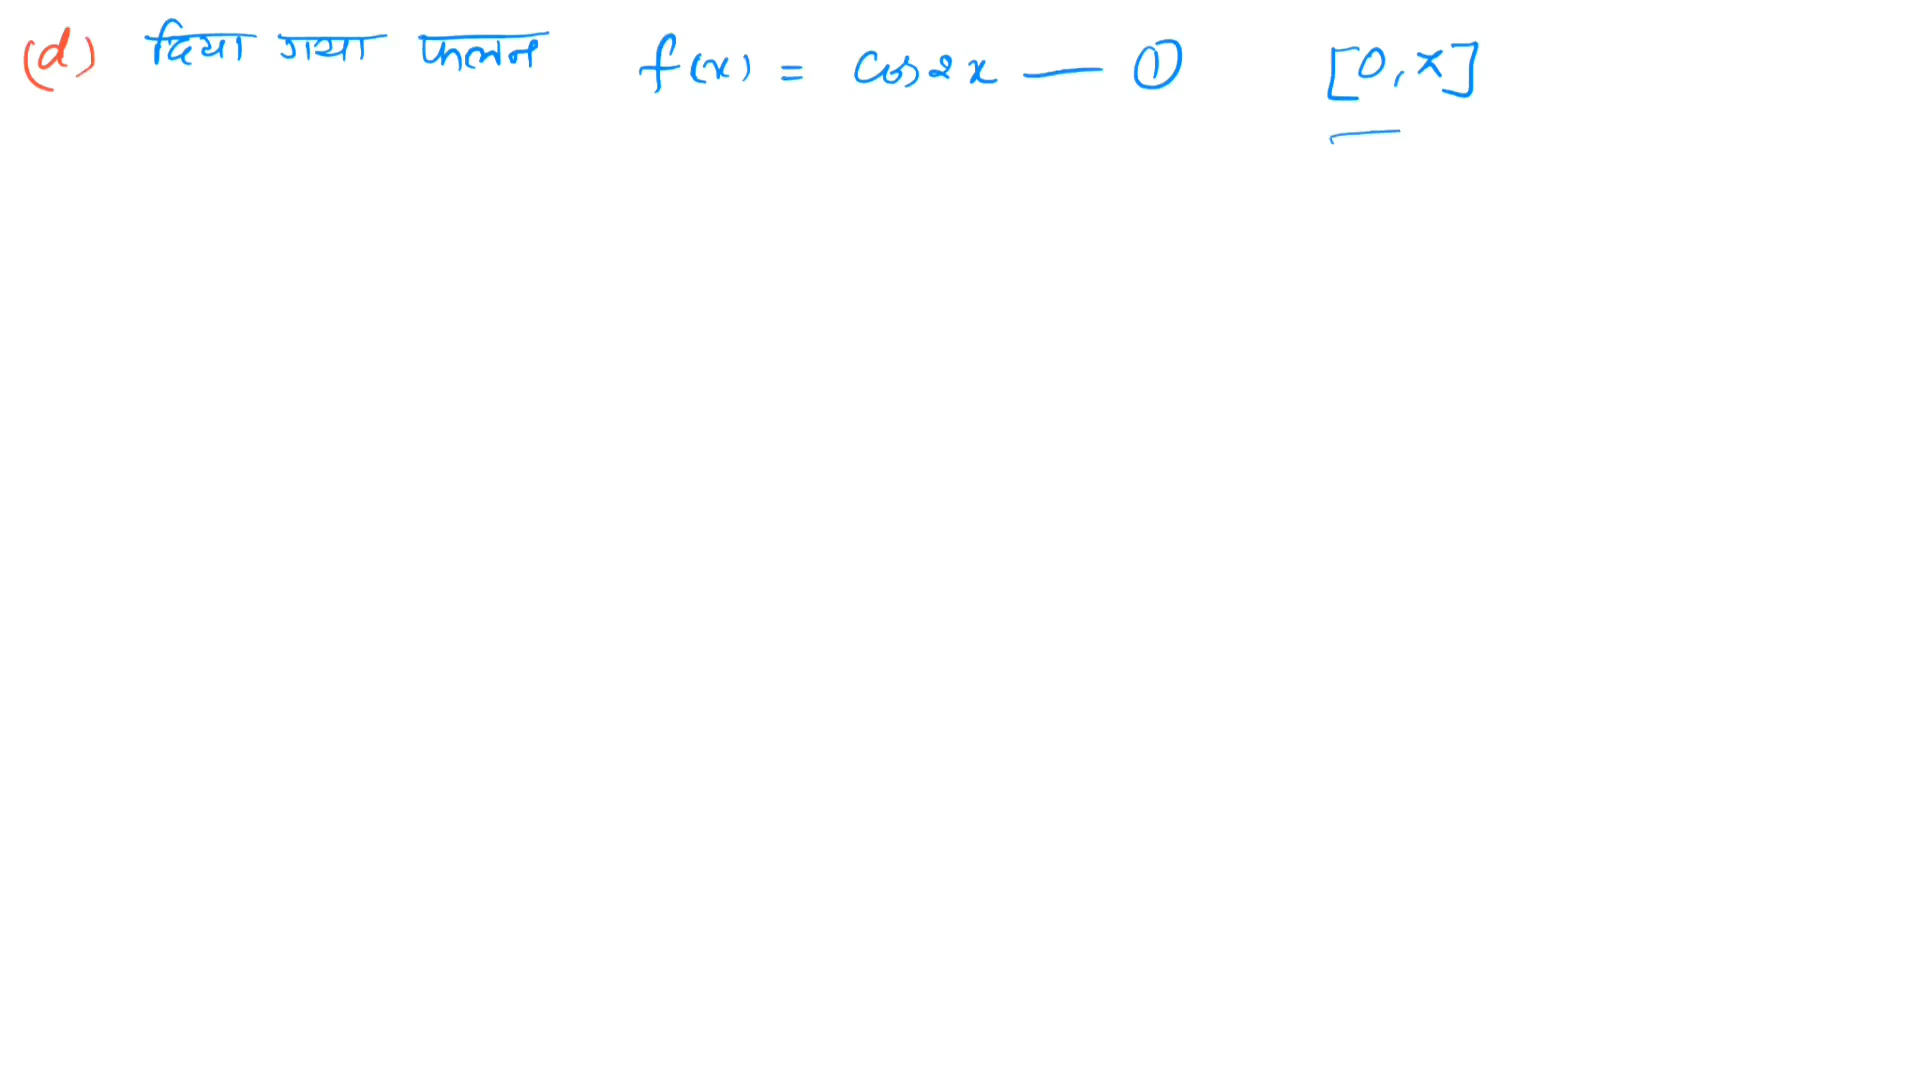 (d) दिया गया फलन f(x) = cos2x — ① [0, x]